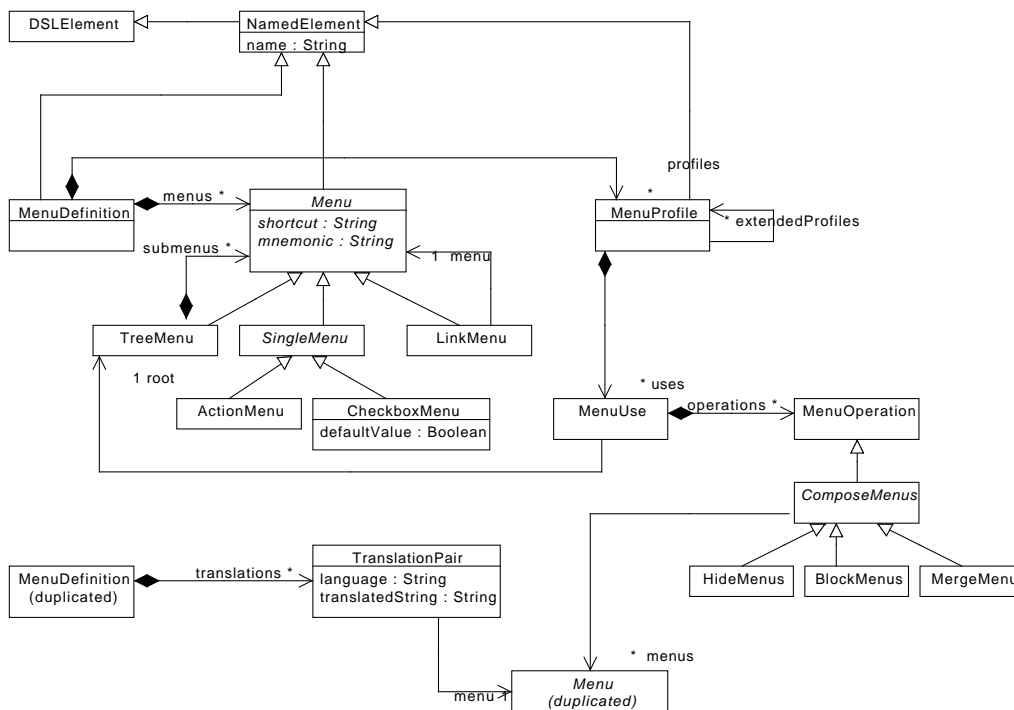 DSLElement
NamedElement
name : String
profiles
MenuDefinition
menus *
Menu
shortcut : String
mnemonic : String
*
MenuProfile
* extendedProfiles
submenus *
1 menu
TreeMenu
SingleMenu
LinkMenu
1 root
ActionMenu
CheckboxMenu
defaultValue : Boolean
* uses
MenuUse
operations *
MenuOperation
ComposeMenus
HideMenus
BlockMenus
MergeMenu
MenuDefinition
(duplicated)
translations *
TranslationPair
language : String
translatedString : String
* menus
menu 1
Menu
(duplicated)